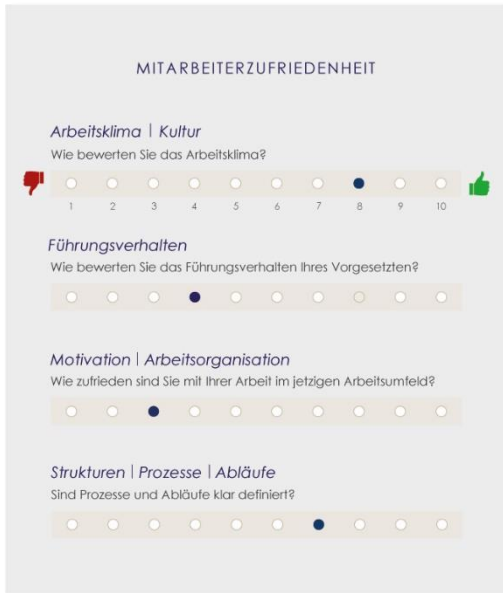 MITARBEITERZUFRIEDENHEIT
Arbeitsklima | Kultur
Wie bewerten Sie das Arbeitsklima?
1 2 3 4 5 6 7 8 9 10
Führungsverhalten
Wie bewerten Sie das Führungsverhalten Ihres Vorgesetzten?
Motivation | Arbeitsorganisation
Wie zufrieden sind Sie mit Ihrer Arbeit im jetzigen Arbeitsumfeld?
Strukturen | Prozesse | Abläufe
Sind Prozesse und Abläufe klar definiert?